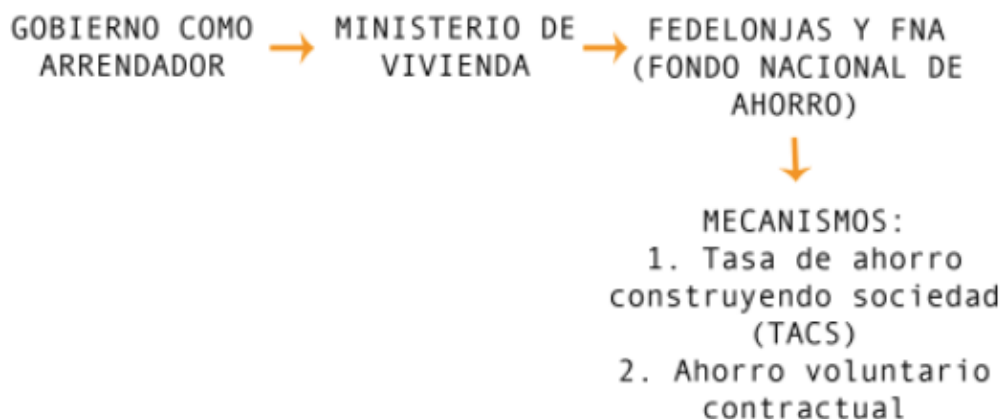 GOBIERNO COMO
ARRENDADOR
MINISTERIO DE
VIVIENDA
FEDELONJAS Y FNA
(FONDO NACIONAL DE
AHORRO)
MECANISMOS:
1. Tasa de ahorro
construyendo sociedad
(TACS)
2. Ahorro voluntario
contractual